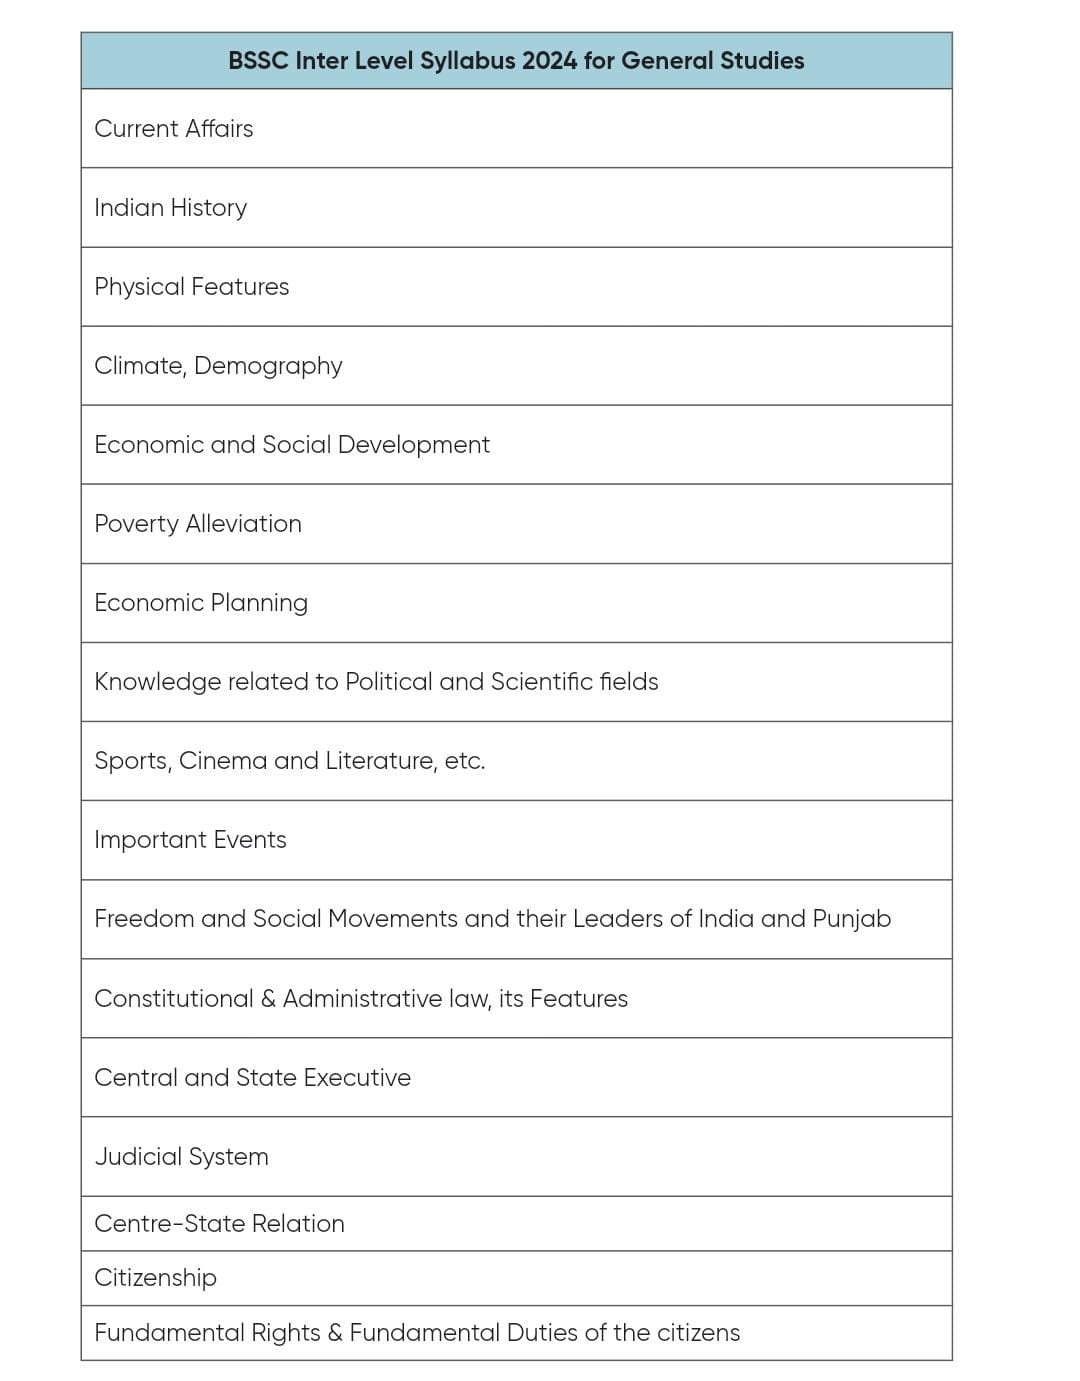 BSSC Inter Level Syllabus 2024 for General Studies
Current Affairs
Indian History
Physical Features
Climate, Demography
Economic and Social Development
Poverty Alleviation
Economic Planning
Knowledge related to Political and Scientific fields
Sports, Cinema and Literature, etc.
Important Events
Freedom and Social Movements and their Leaders of India and Punjab
Constitutional & Administrative law, its Features
Central and State Executive
Judicial System
Centre-State Relation
Citizenship
Fundamental Rights & Fundamental Duties of the citizens